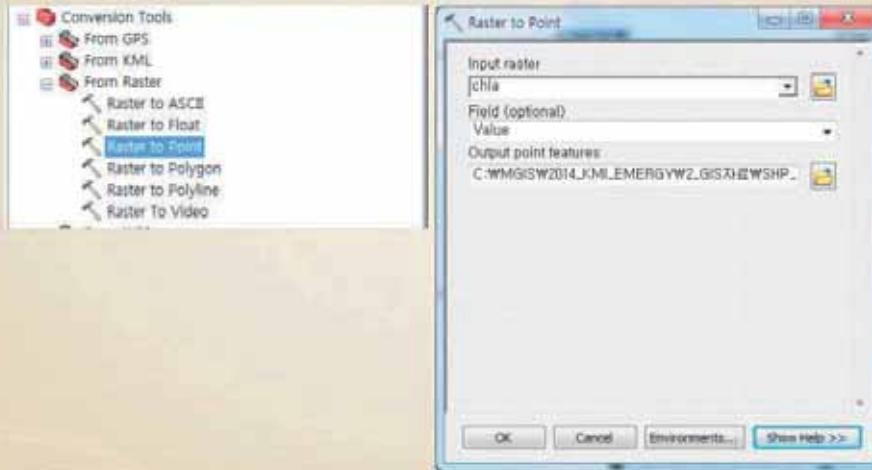 Conversion Tools
From GPS
From KML
From Raster
Raster to ASCII
Raster to Float
Raster to Point
Raster to Polygon
Raster to Polyline
Raster To Video
Raster to Point
Input raster
chla
Field (optional)
Value
Output point features
C:₩MGIS₩2014_KMI_EMERGY₩2_GIS자료₩SHP_
OK
Cancel
Environments...
Show Help >>